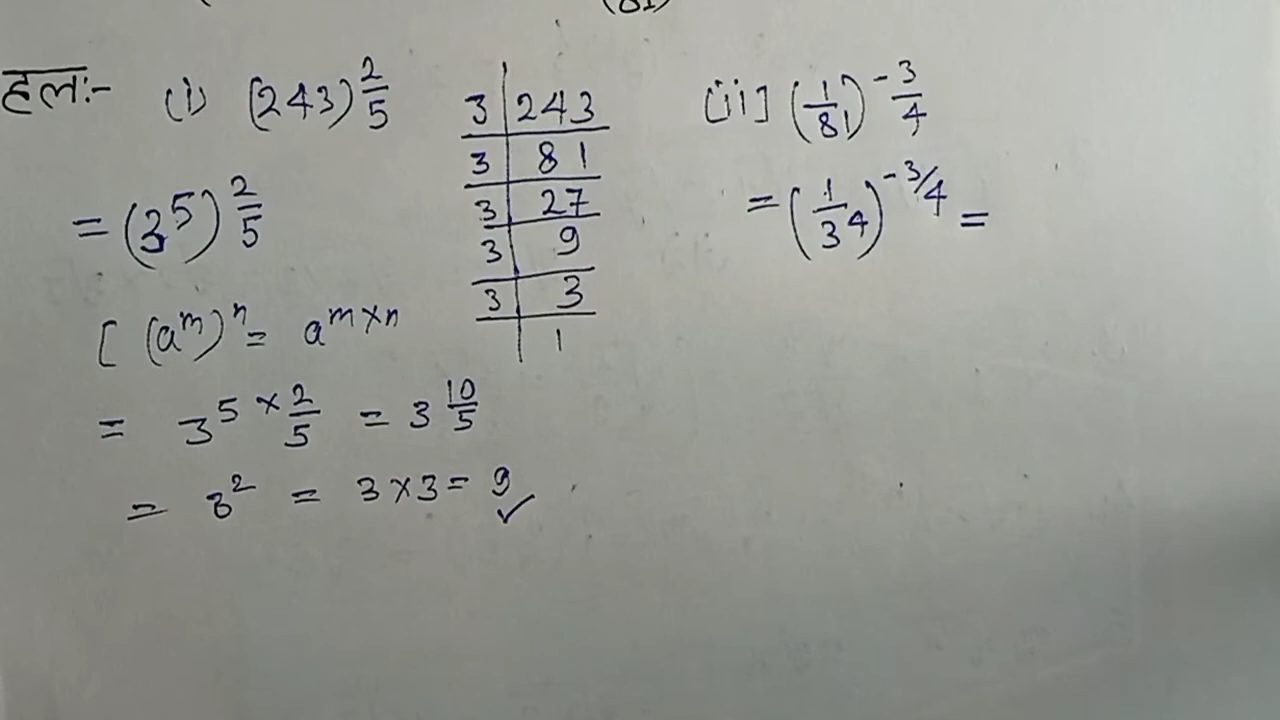 (81)
हलः- (i) (243)^2/5
= (3^5)^2/5
[ (a^m)^n = a^m×n
= 3^5 × 2/5 = 3^10/5
= 3^2 = 3×3 = 9 ✓
3 | 243
3 | 81
3 | 27
3 | 9
3 | 3
| 1
[ii] (1/81)^-3/4
= (1/3^4)^-3/4 =